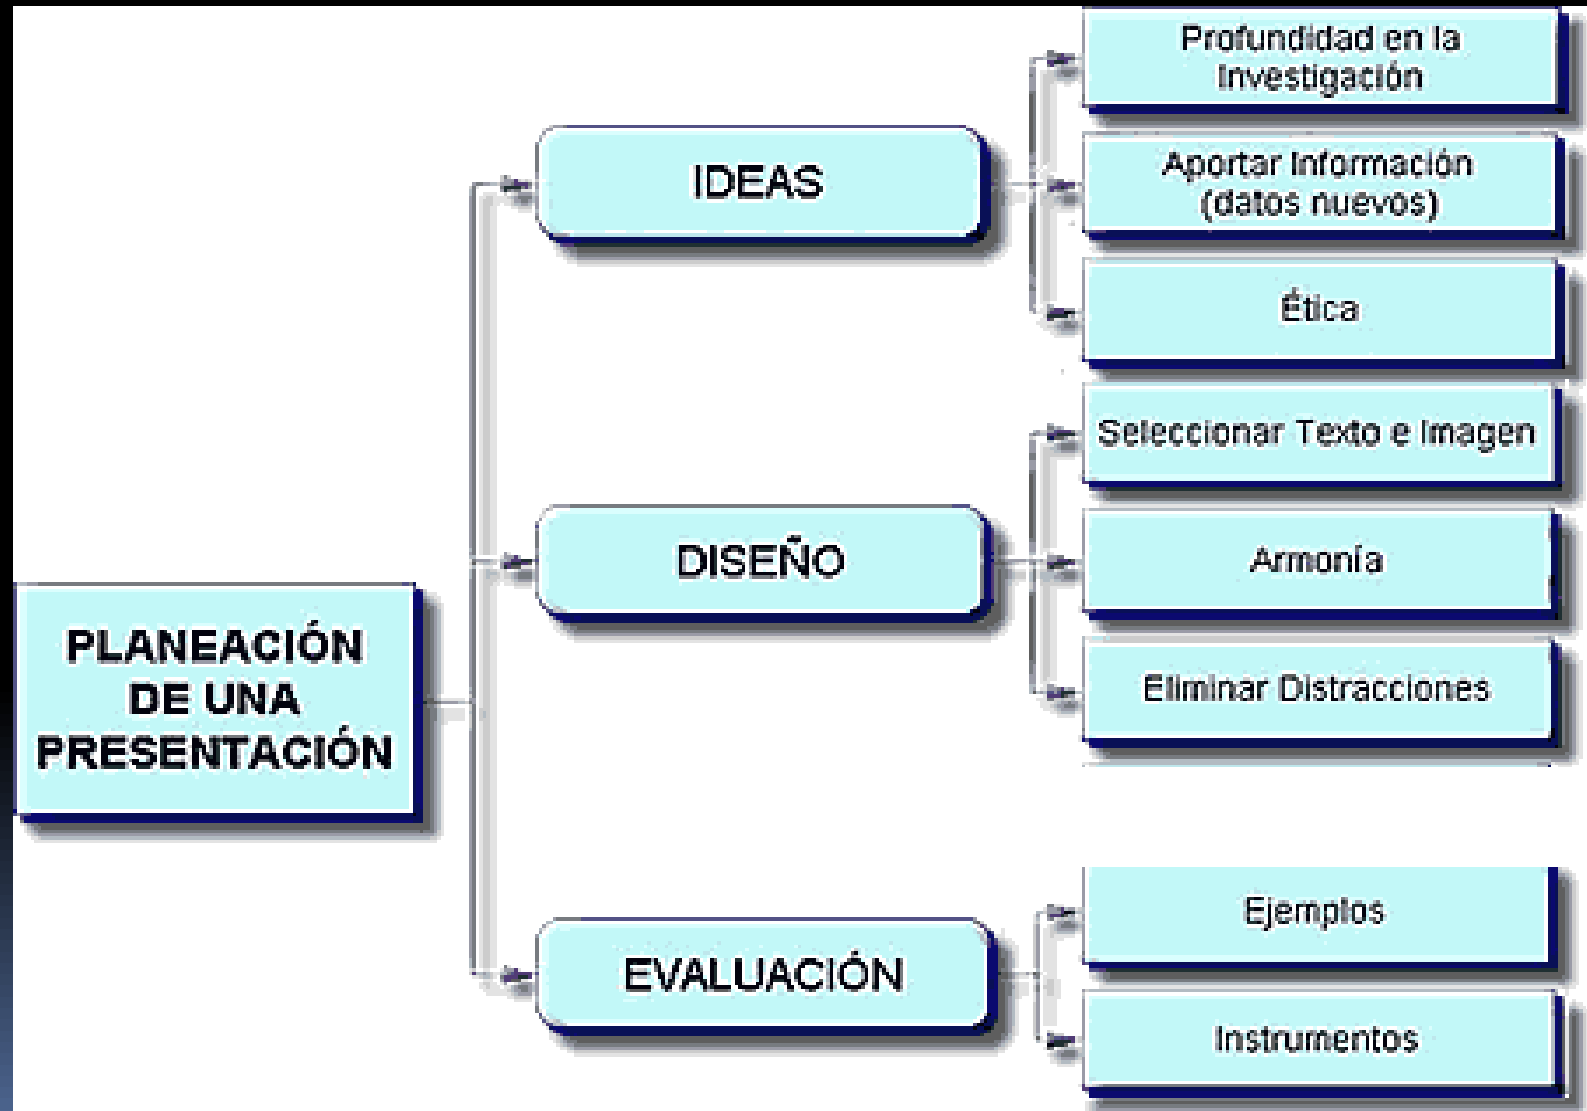 PLANEACIÓN
DE UNA
PRESENTACIÓN
IDEAS
Profundidad en la
Investigación
Aportar Información
(datos nuevos)
Ética
DISEÑO
Seleccionar Texto e Imagen
Armonía
Eliminar Distracciones
EVALUACIÓN
Ejemplos
Instrumentos